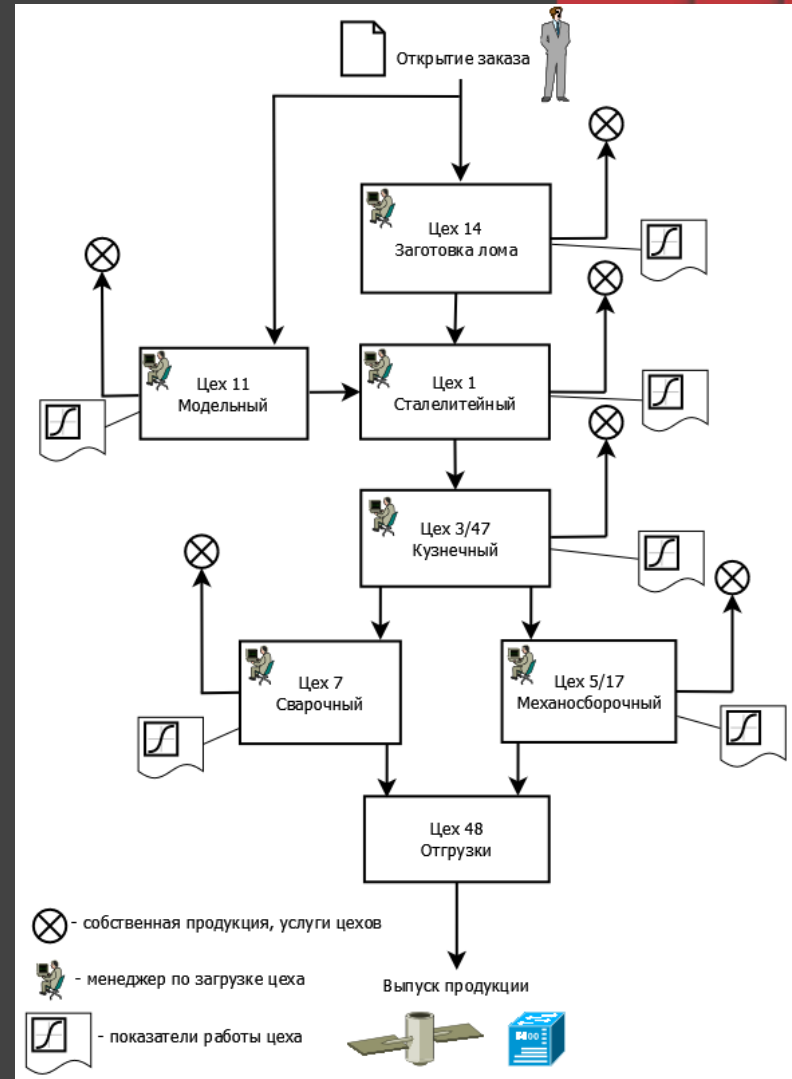 Открытие заказа
Цех 14
Заготовка лома
Цех 11
Модельный
Цех 1
Сталелитейный
Цех 3/47
Кузнечный
Цех 7
Сварочный
Цех 5/17
Механосборочный
Цех 48
Отгрузки
- собственная продукция, услуги цехов
- менеджер по загрузке цеха
Выпуск продукции
- показатели работы цеха